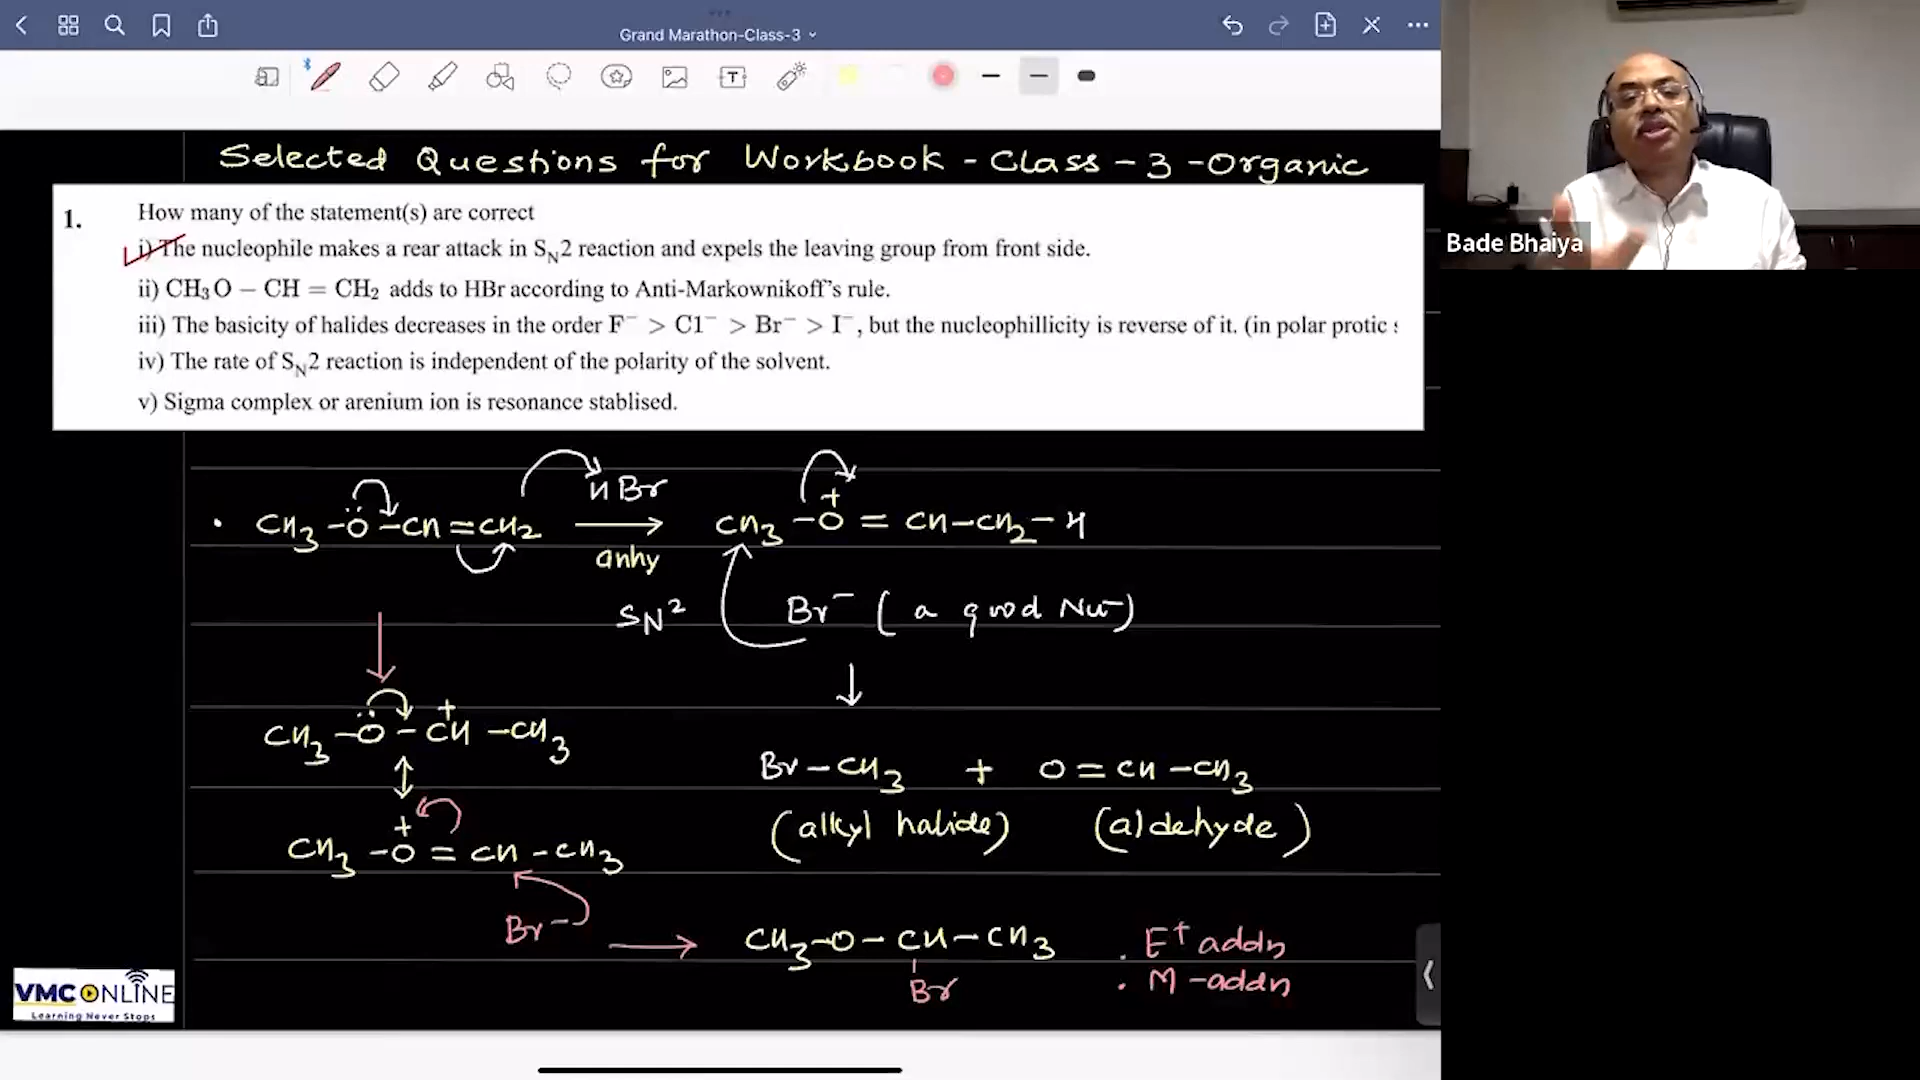 Grand Marathon-Class-3
Selected Questions for Workbook - Class - 3 - Organic
1. How many of the statement(s) are correct
i) The nucleophile makes a rear attack in SN2 reaction and expels the leaving group from front side.
ii) CH3O − CH = CH2 adds to HBr according to Anti-Markownikoff's rule.
iii) The basicity of halides decreases in the order F− > C1− > Br− > I−, but the nucleophillicity is reverse of it. (in polar protic
iv) The rate of SN2 reaction is independent of the polarity of the solvent.
v) Sigma complex or arenium ion is resonance stablised.
Bade Bhaiya
• CH3 - O - CH = CH2 HBr → anhy CH3 - O+ = CH - CH2 - H
SN2 Br− (a good Nu−)
CH3 - O - CH+ - CH3
Br - CH3 + O = CH - CH3
(alkyl halide) (aldehyde)
CH3 - O+ = CH - CH3
Br− → CH3 - O - CH - CH3 . E+ addn
Br . M - addn
VMC ONLINE
Learning Never Stops